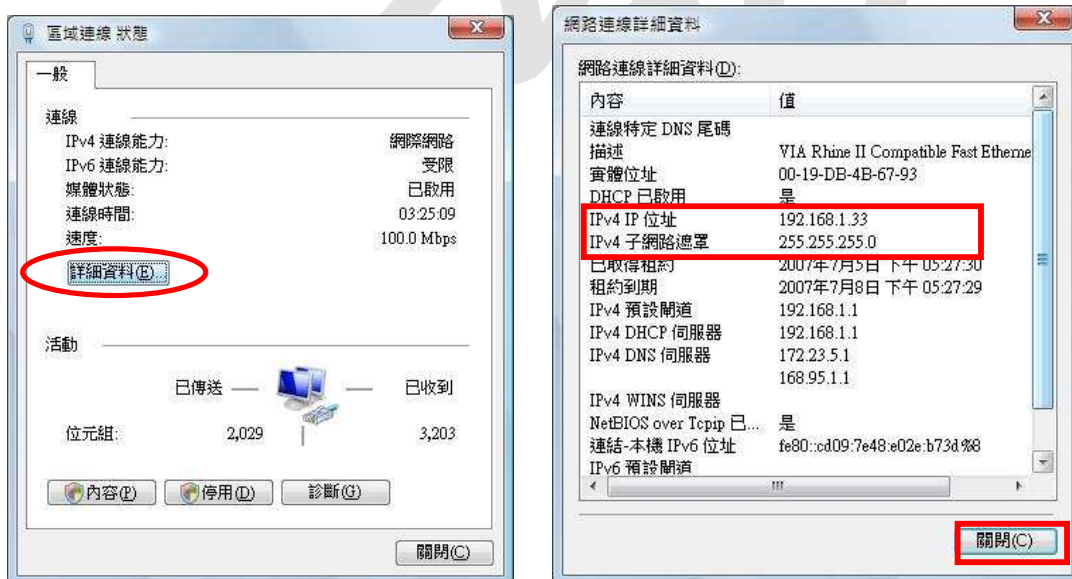 區域連線 狀態
一般
連線
IPv4 連線能力: 網際網路
IPv6 連線能力: 受限
媒體狀態: 已啟用
連線時間: 03:25:09
速度: 100.0 Mbps
詳細資料(E)...
活動
已傳送 已收到
位元組: 2,029 3,203
內容(P) 停用(D) 診斷(G)
關閉(C)
網路連線詳細資料
網路連線詳細資料(D):
內容 值
連線特定 DNS 尾碼
描述 VIA Rhine II Compatible Fast Etherne
實體位址 00-19-DB-4B-67-93
DHCP 已啟用 是
IPv4 IP 位址 192.168.1.33
IPv4 子網路遮罩 255.255.255.0
已取得租約 2007年7月5日 下午 05:27:30
租約到期 2007年7月8日 下午 05:27:29
IPv4 預設閘道 192.168.1.1
IPv4 DHCP 伺服器 192.168.1.1
IPv4 DNS 伺服器 172.23.5.1
168.95.1.1
IPv4 WINS 伺服器
NetBIOS over Tcpip 已... 是
連結-本機 IPv6 位址 fe80::cd09:7e48:e02e:b73d%8
IPv6 預設閘道
關閉(C)